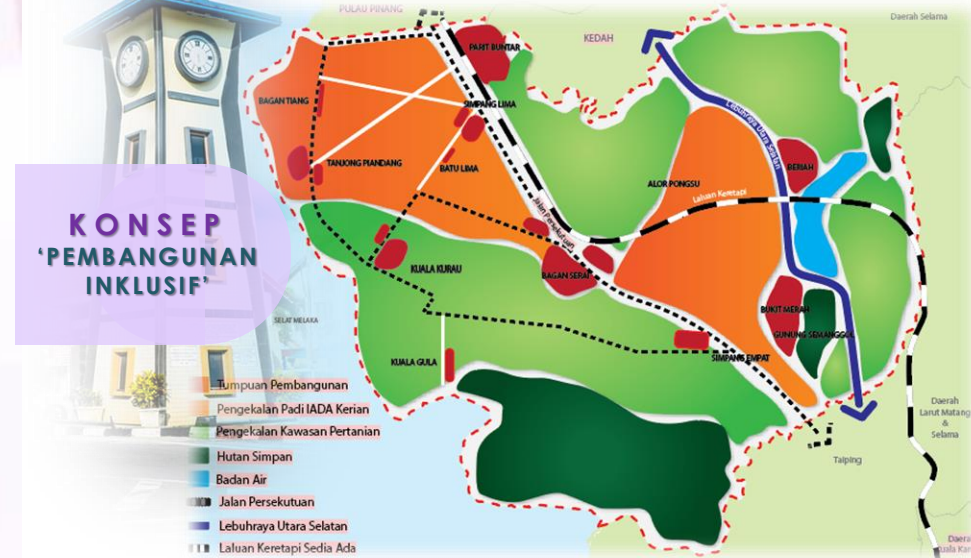 PULAU PINANG
Daerah Selama
KEDAH
PARIT BUNTAR
BAGAN TIANG
SIMPANG LIMA
Lebuhraya Utara Selatan
TANJONG PIANDANG
BATU LIMA
BERIAH
ALOR PONGSU
Laluan Keretapi
Jalan Persekutuan
KONSEP
‘PEMBANGUNAN
INKLUSIF’
KUALA KURAU
BAGAN SERAI
BUKIT MERAH
SELAT MELAKA
GUNUNG SEMANGGOL
KUALA GULA
SIMPANG EMPAT
Tumpuan Pembangunan
Pengekalan Padi IADA Kerian
Pengekalan Kawasan Pertanian
Hutan Simpan
Badan Air
Jalan Persekutuan
Lebuhraya Utara Selatan
Laluan Keretapi Sedia Ada
Daerah
Larut Matang
&
Selama
Taiping
Daera